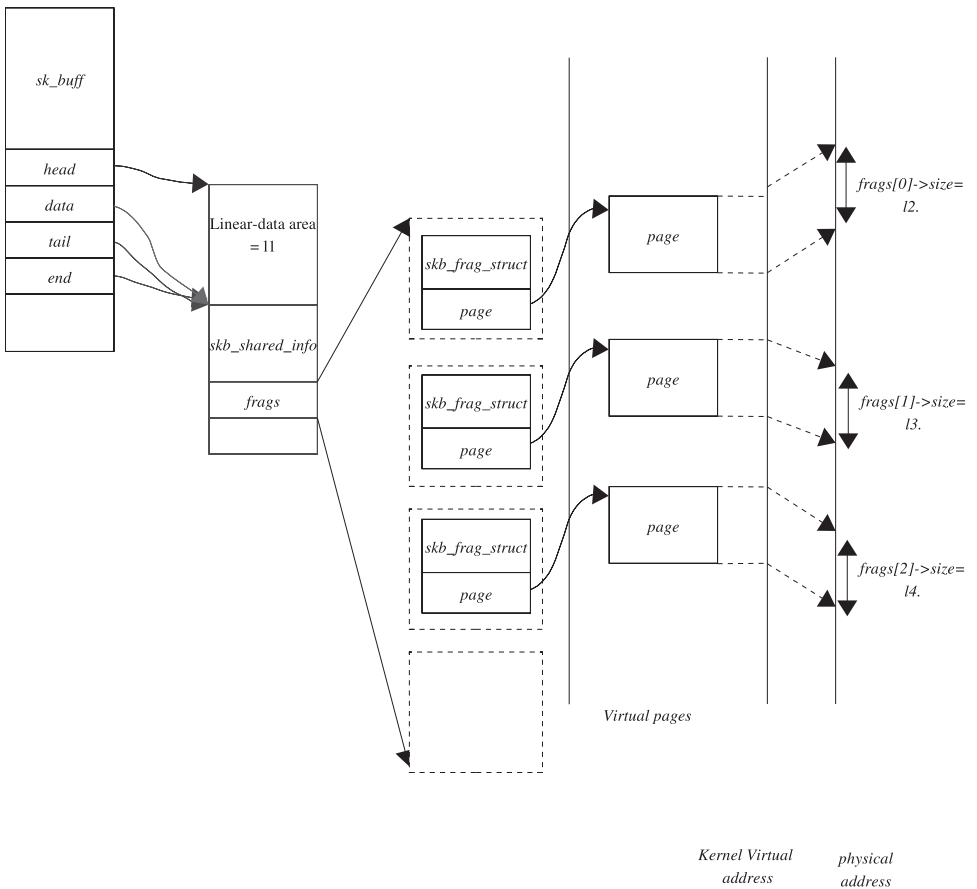 sk_buff
head
data
tail
end
Linear-data area
= l1
skb_shared_info
frags
skb_frag_struct
page
skb_frag_struct
page
skb_frag_struct
page
page
page
page
frags[0]->size=
l2.
frags[1]->size=
l3.
frags[2]->size=
l4.
Virtual pages
Kernel Virtual
address
physical
address